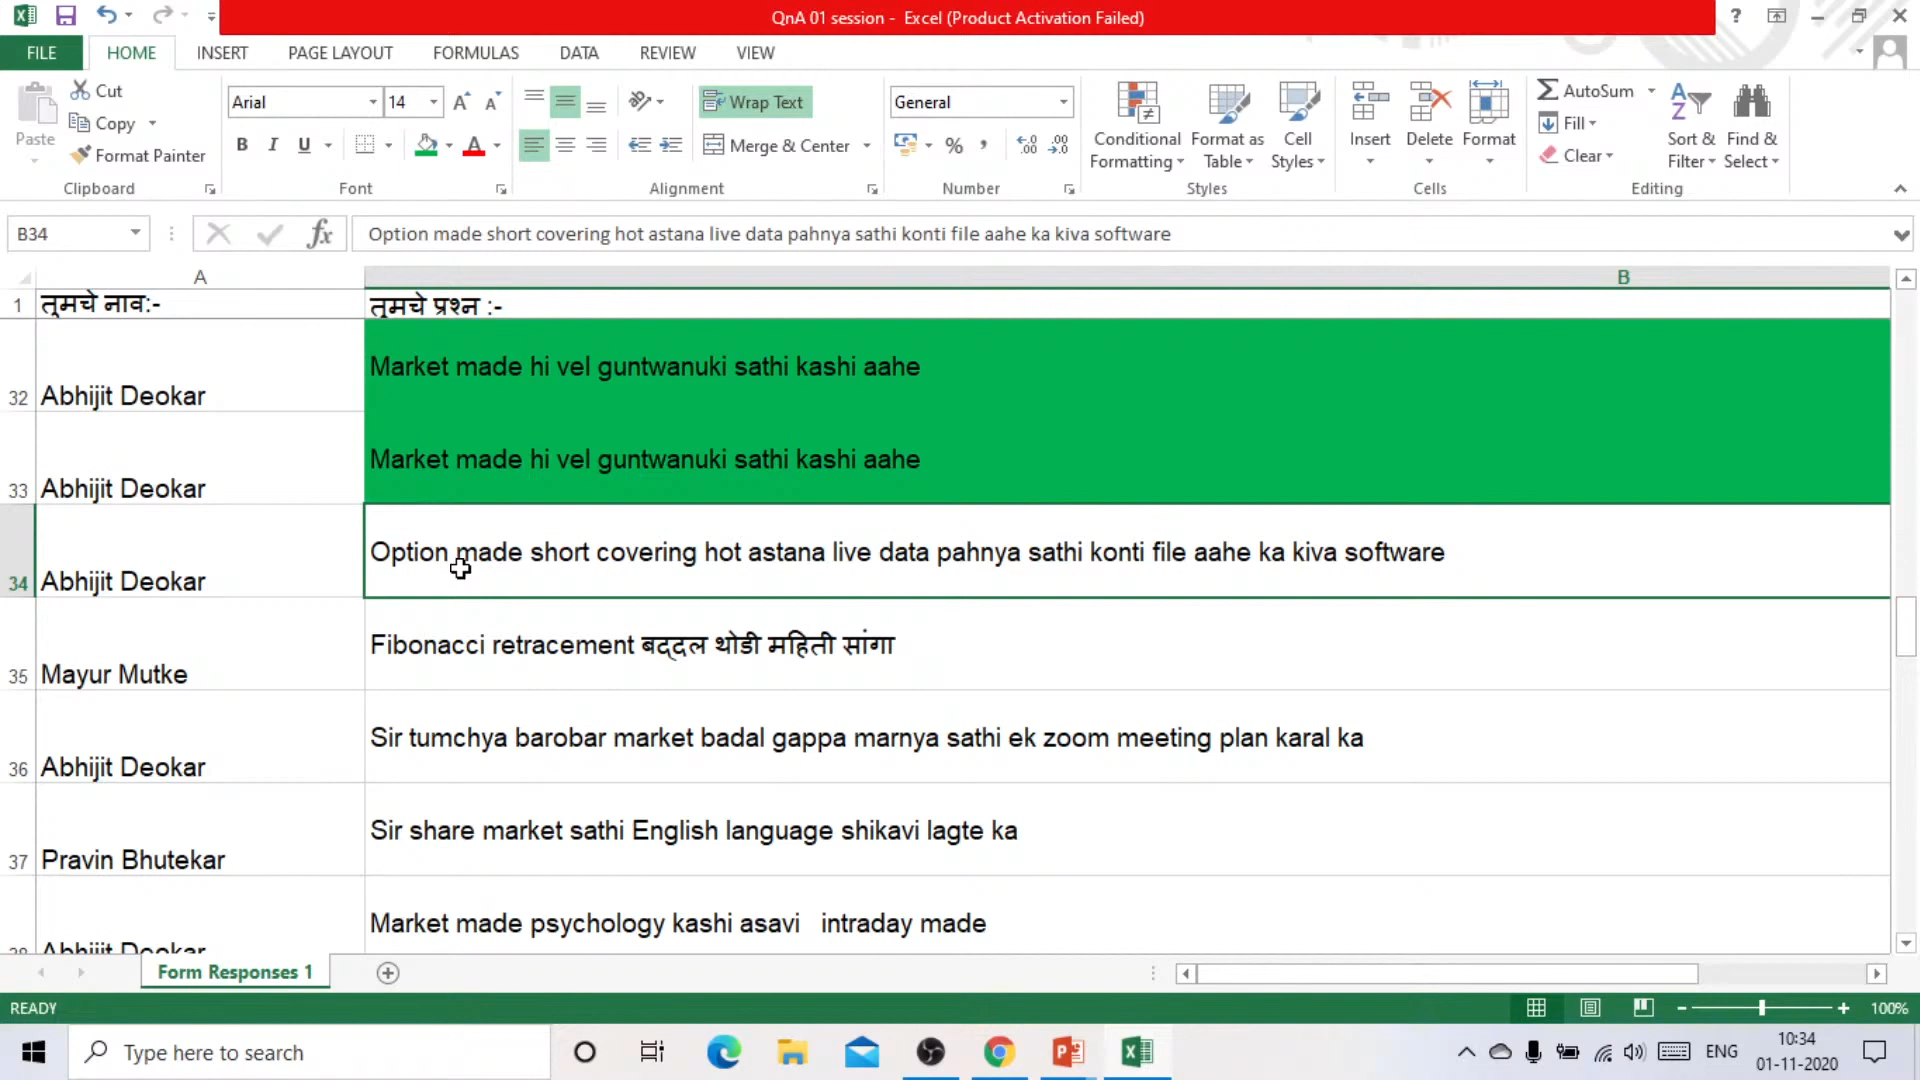 QnA 01 session - Excel (Product Activation Failed)
FILE HOME INSERT PAGE LAYOUT FORMULAS DATA REVIEW VIEW
Paste
Cut
Copy
Format Painter
Clipboard
Arial 14
B I U
Font
Wrap Text
Merge & Center
Alignment
General
%
Number
Conditional Formatting
Format as Table
Cell Styles
Styles
Insert
Delete
Format
Cells
AutoSum
Fill
Clear
Sort & Filter
Find & Select
Editing
B34 fx Option made short covering hot astana live data pahnya sathi konti file aahe ka kiva software
A B
1 तुमचे नाव:- तुमचे प्रश्न :-
32 Abhijit Deokar Market made hi vel guntwanuki sathi kashi aahe
33 Abhijit Deokar Market made hi vel guntwanuki sathi kashi aahe
34 Abhijit Deokar Option made short covering hot astana live data pahnya sathi konti file aahe ka kiva software
35 Mayur Mutke Fibonacci retracement बद्दल थोडी महिती सांगा
36 Abhijit Deokar Sir tumchya barobar market badal gappa marnya sathi ek zoom meeting plan karal ka
37 Pravin Bhutekar Sir share market sathi English language shikavi lagte ka
38 Abhijit Deokar Market made psychology kashi asavi   intraday made
Form Responses 1
READY 100%
Type here to search
ENG
10:34
01-11-2020